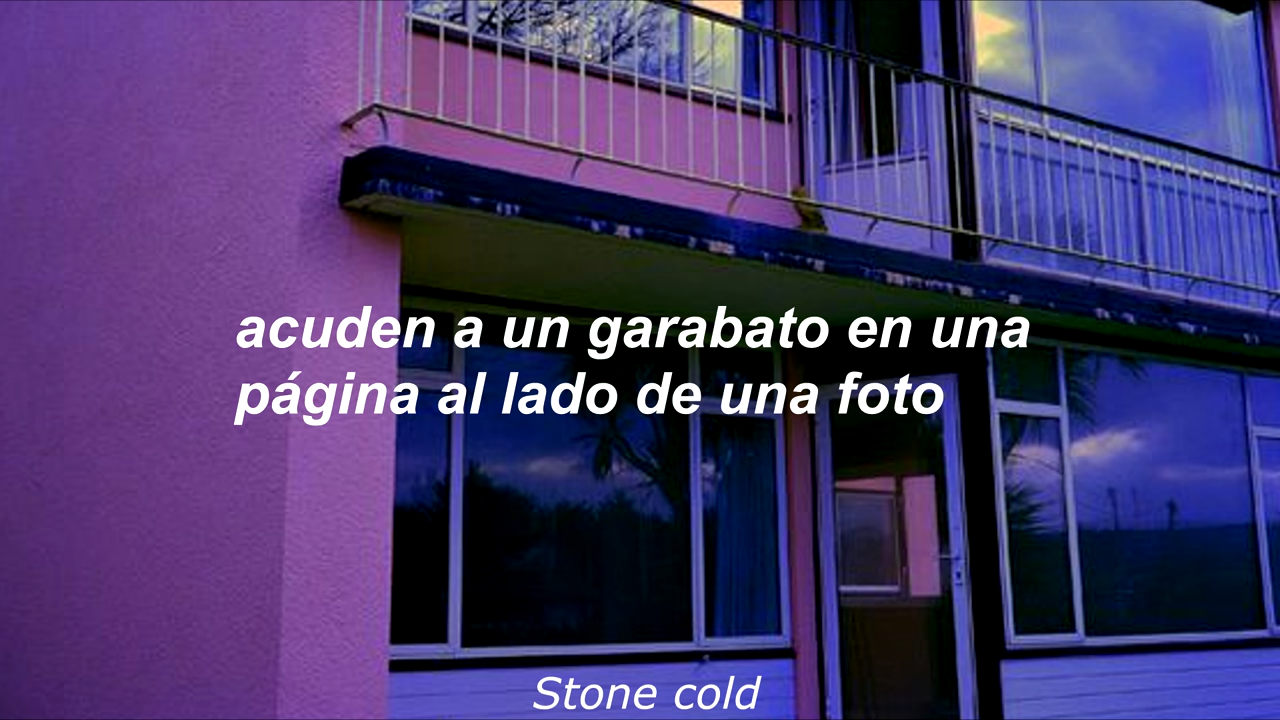 acuden a un garabato en una
página al lado de una foto
Stone cold